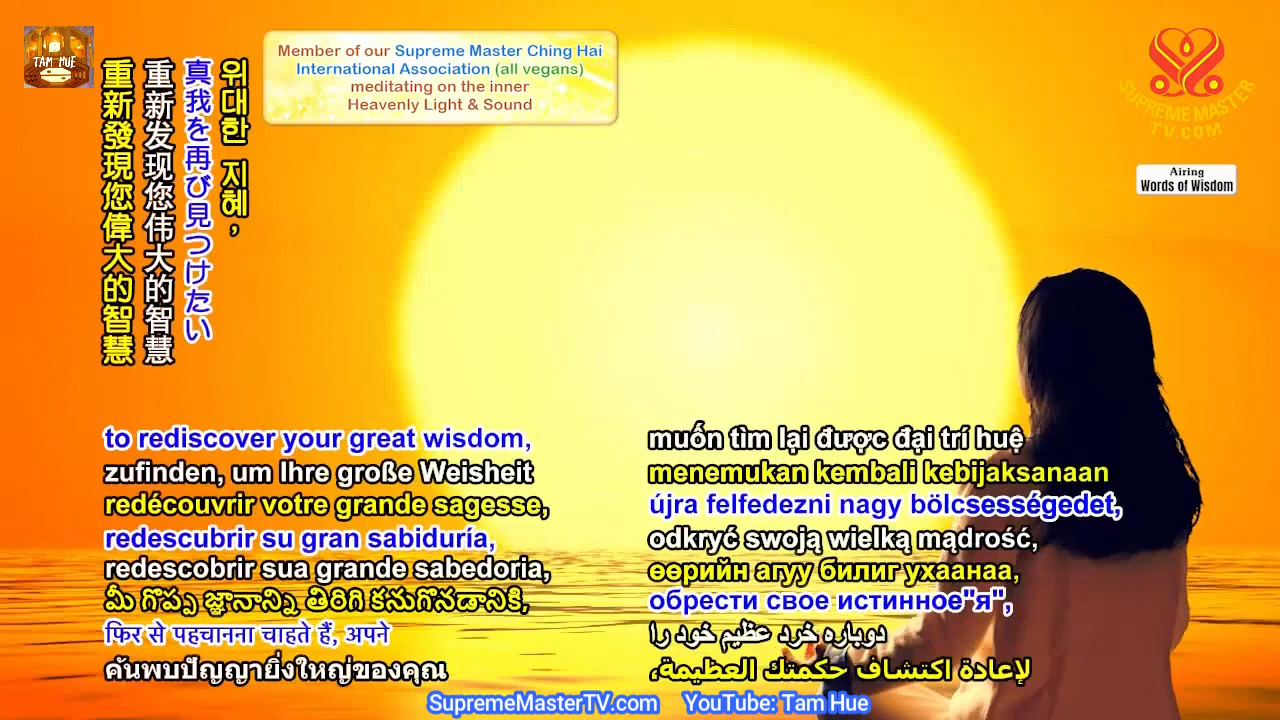 TAM HUE
重新發現您偉大的智慧
重新发现您伟大的智慧
真我を再び見つけたい
위대한 지혜,
Member of our Supreme Master Ching Hai
International Association (all vegans)
meditating on the inner
Heavenly Light & Sound
SUPREME MASTER
TV.COM
Airing
Words of Wisdom
to rediscover your great wisdom,
zufinden, um Ihre große Weisheit
redécouvrir votre grande sagesse,
redescubrir su gran sabiduría,
redescobrir sua grande sabedoria,
మీ గొప్ప జ్ఞానాన్ని తిరిగి కనుగొనడానికి,
फिर से पहचानना चाहते हैं, अपने
ค้นพบปัญญายิ่งใหญ่ของคุณ
muốn tìm lại được đại trí huệ
menemukan kembali kebijaksanaan
újra felfedezni nagy bölcsességedet,
odkryć swoją wielką mądrość,
өөрийн агуу билиг ухаанаа,
обрести свое истинное"я",
دوباره خرد عظیم خود را
لإعادة اكتشاف حكمتك العظيمة،
SupremeMasterTV.com YouTube: Tam Hue